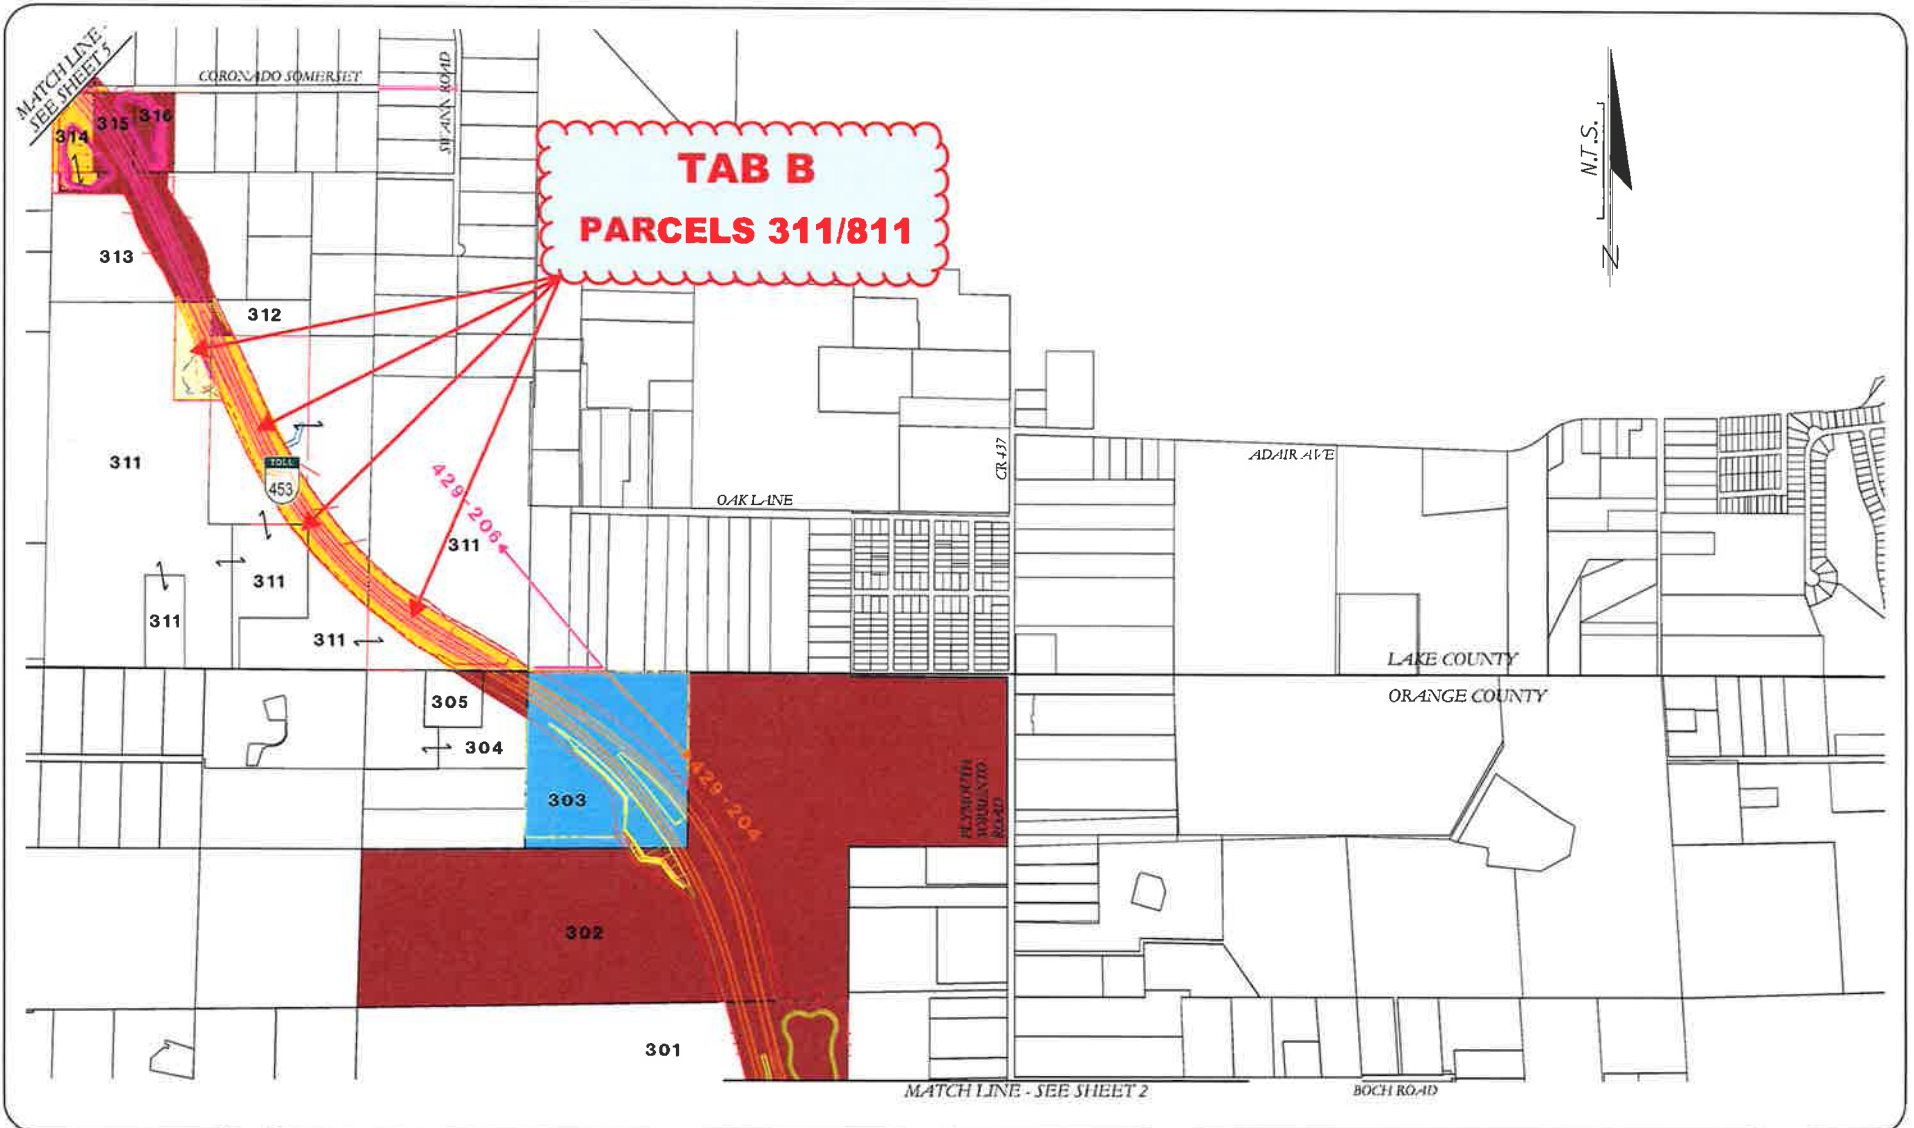 MATCH LINE -
SEE SHEET 5
CORONADO SOMERSET
SWANN ROAD
314
315
316
TAB B
PARCELS 311/811
N.T.S.
N
313
312
311
TOLL
453
429-206
311
311
311
311
OAK LANE
CR 437
ADAIR AVE
LAKE COUNTY
ORANGE COUNTY
305
304
303
429-204
PLYMOUTH
SORRENTO
ROAD
302
301
MATCH LINE - SEE SHEET 2
BOCH ROAD